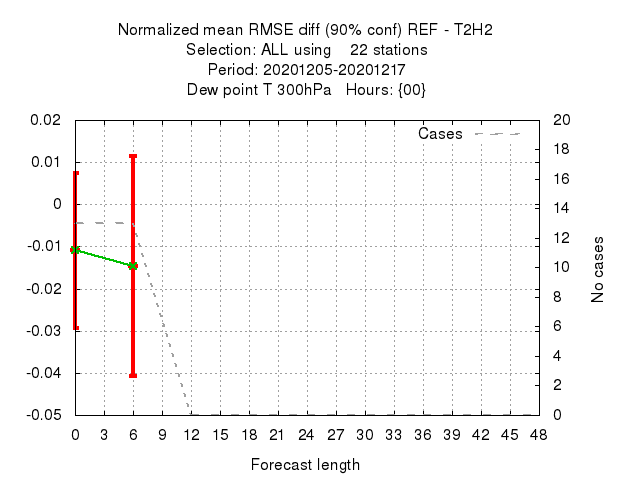 Normalized mean RMSE diff (90% conf) REF - T2H2
Selection: ALL using 22 stations
Period: 20201205-20201217
Dew point T 300hPa Hours: {00}
Cases
0.02
0.01
0
-0.01
-0.02
-0.03
-0.04
-0.05
20
18
16
14
12
10
8
6
4
2
0
No cases
0 3 6 9 12 15 18 21 24 27 30 33 36 39 42 45 48
Forecast length